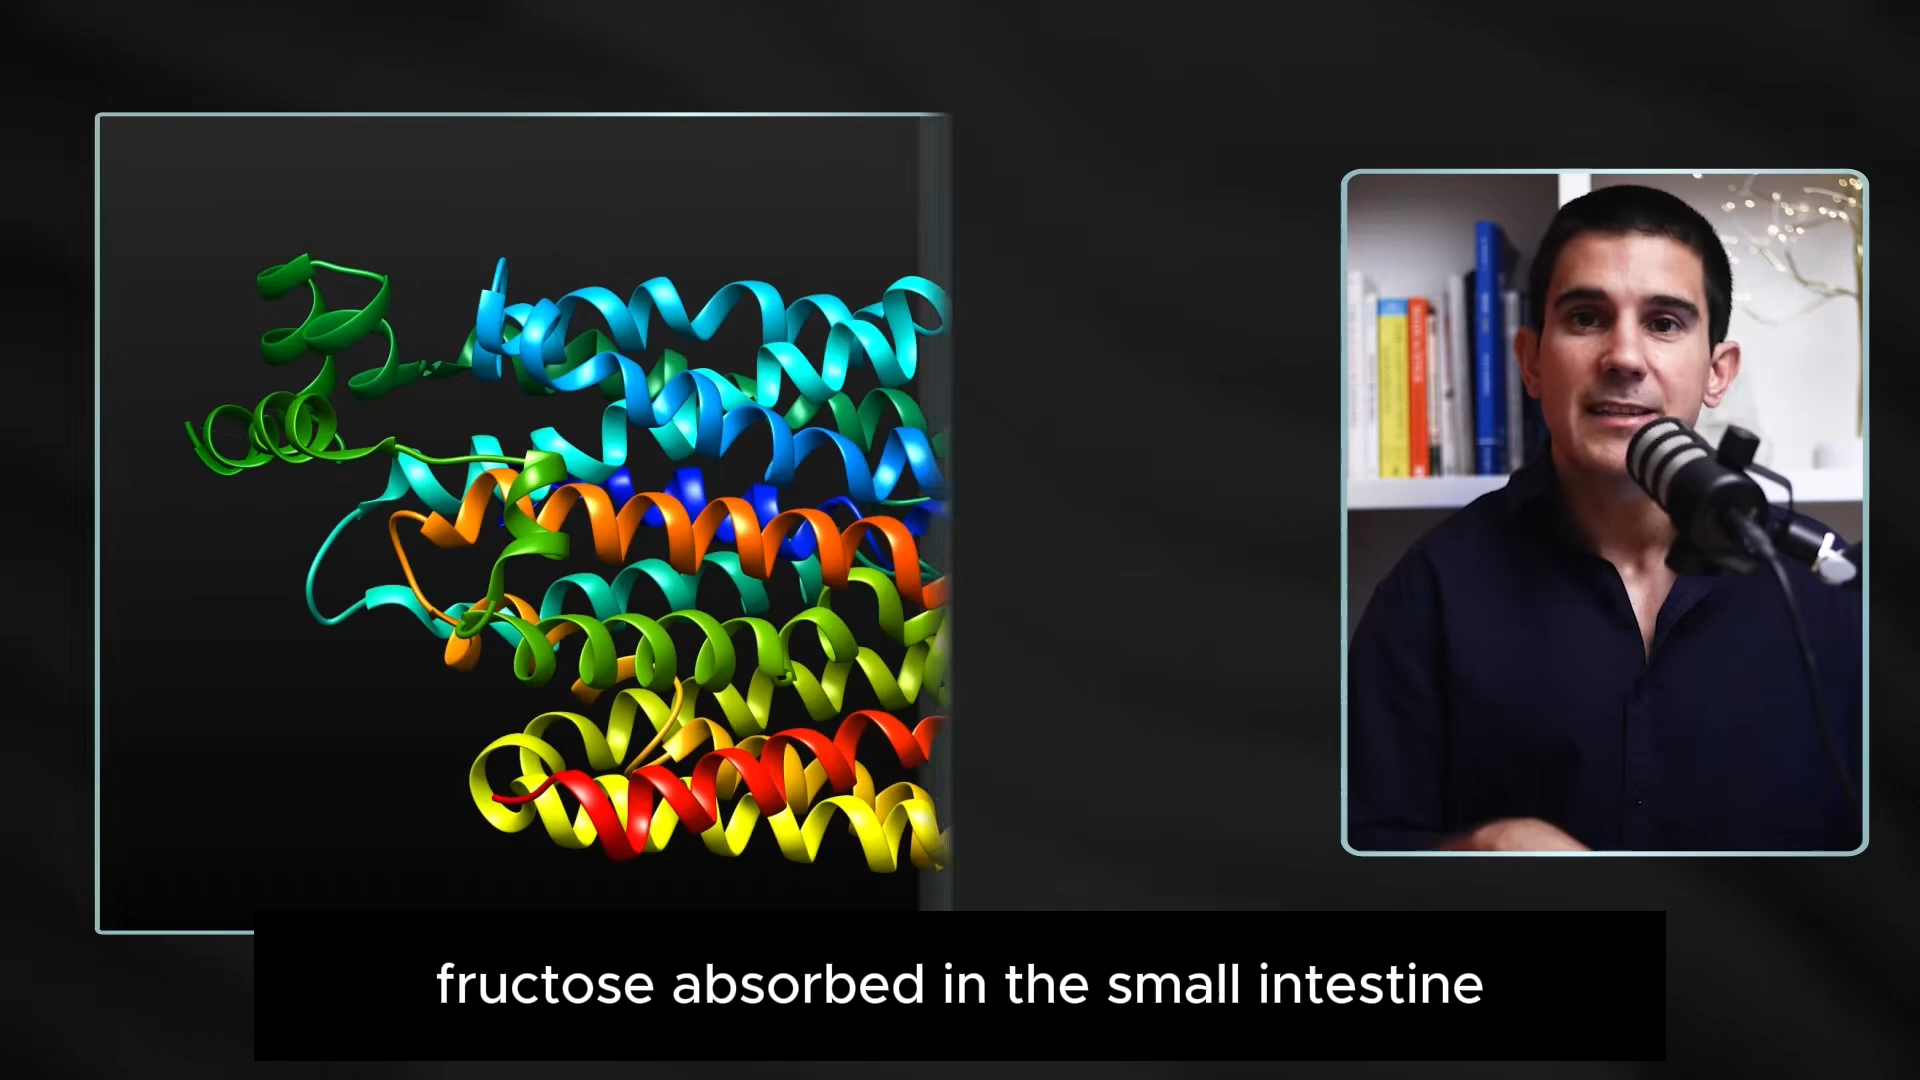 fructose absorbed in the small intestine